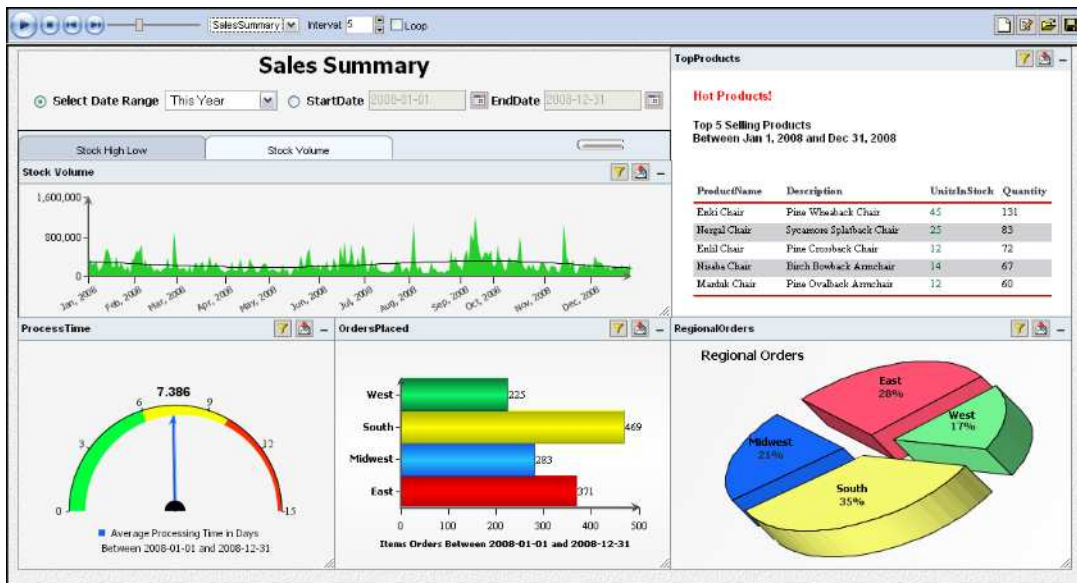 SalesSummary Interval 5 Loop
Sales Summary
Select Date Range This Year StartDate 2008-01-01 EndDate 2008-12-31
Stock High Low Stock Volume
Stock Volume
1,600,000
800,000
0
Jan, 2008 Feb, 2008 Mar, 2008 Apr, 2008 May, 2008 Jun, 2008 Jul, 2008 Aug, 2008 Sep, 2008 Oct, 2008 Nov, 2008 Dec, 2008
TopProducts
Hot Products!
Top 5 Selling Products
Between Jan 1, 2008 and Dec 31, 2008
ProductName Description UnitsInStock Quantity
Enki Chair Pine Wheaback Chair 45 131
Nergal Chair Sycamore Splatback Chair 25 83
Enlil Chair Pine Crossback Chair 12 72
Nisaba Chair Birch Bowback Armchair 14 67
Marduk Chair Pine Ovalback Armchair 12 60
ProcessTime
7.386
0 3 6 9 12 15
Average Processing Time in Days
Between 2008-01-01 and 2008-12-31
OrdersPlaced
West 225
South 469
Midwest 283
East 371
0 100 200 300 400 500
Items Orders Between 2008-01-01 and 2008-12-31
RegionalOrders
Regional Orders
East
28%
West
17%
Midwest
21%
South
35%